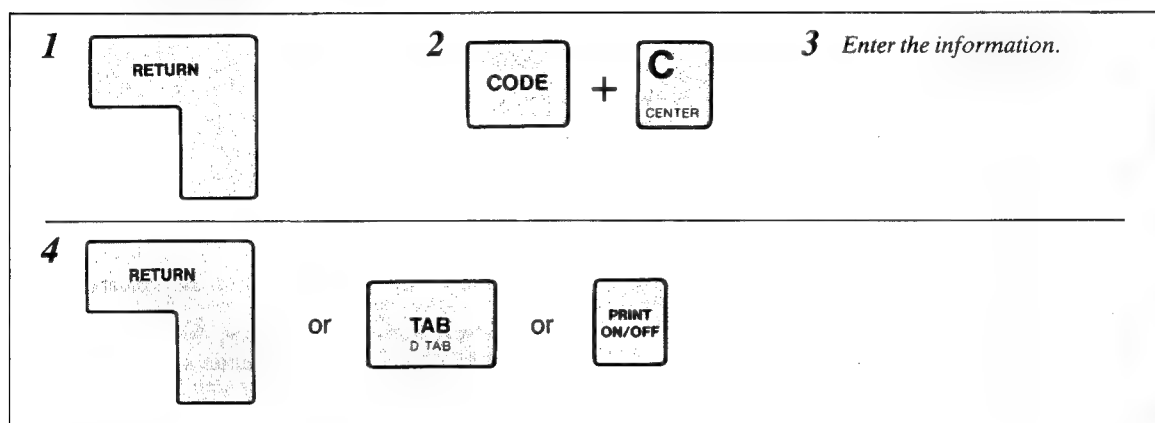 1 RETURN
2 CODE + C CENTER
3 Enter the information.
4 RETURN or TAB D TAB or PRINT ON/OFF